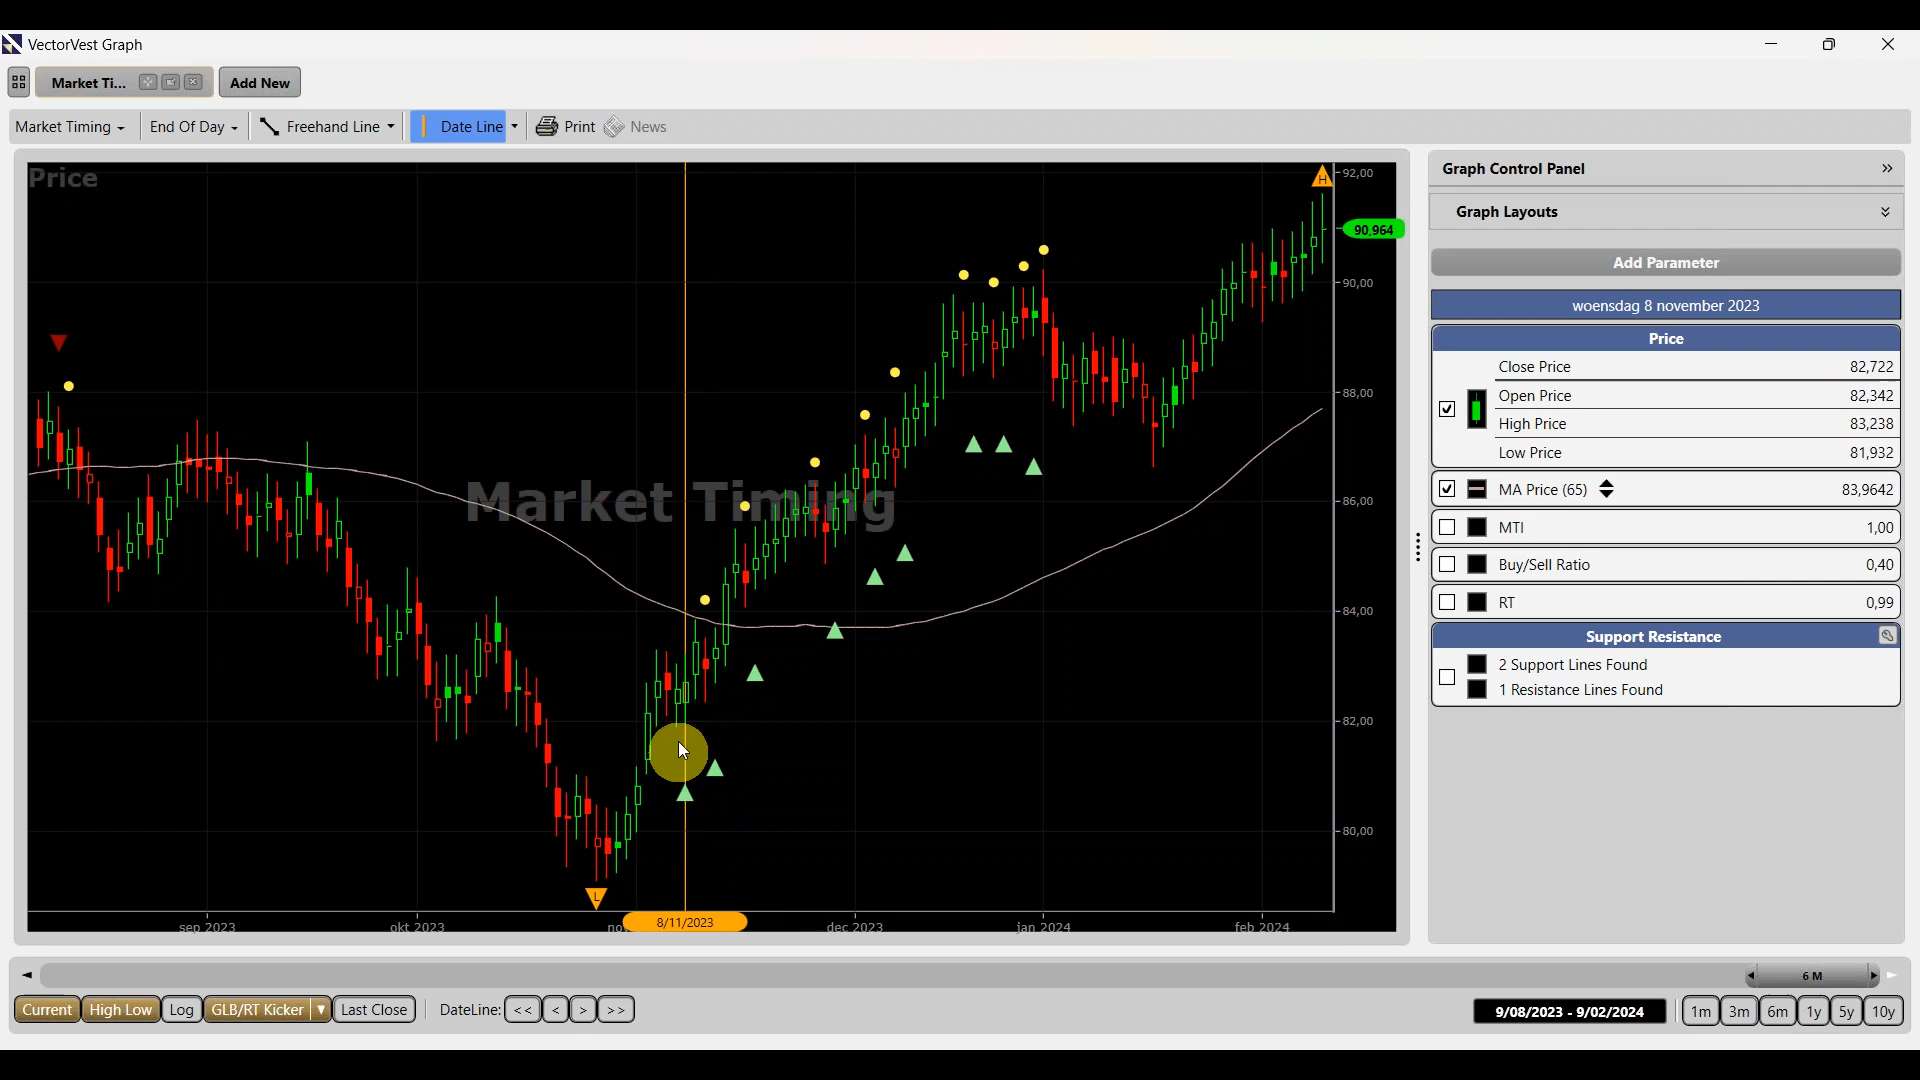 VectorVest Graph
Market Ti...
Add New
Market Timing
End Of Day
Freehand Line
Date Line
Print
News
Price
Market Timing
H
L
92,00
90,964
90,00
88,00
86,00
84,00
82,00
80,00
sep 2023
okt 2023
no
8/11/2023
dec 2023
jan 2024
feb 2024
Graph Control Panel
Graph Layouts
Add Parameter
woensdag 8 november 2023
Price
Close Price 82,722
Open Price 82,342
High Price 83,238
Low Price 81,932
MA Price (65) 83,9642
MTI 1,00
Buy/Sell Ratio 0,40
RT 0,99
Support Resistance
2 Support Lines Found
1 Resistance Lines Found
6 M
Current
High Low
Log
GLB/RT Kicker
Last Close
DateLine:
<<
<
>
>>
9/08/2023 - 9/02/2024
1m
3m
6m
1y
5y
10y